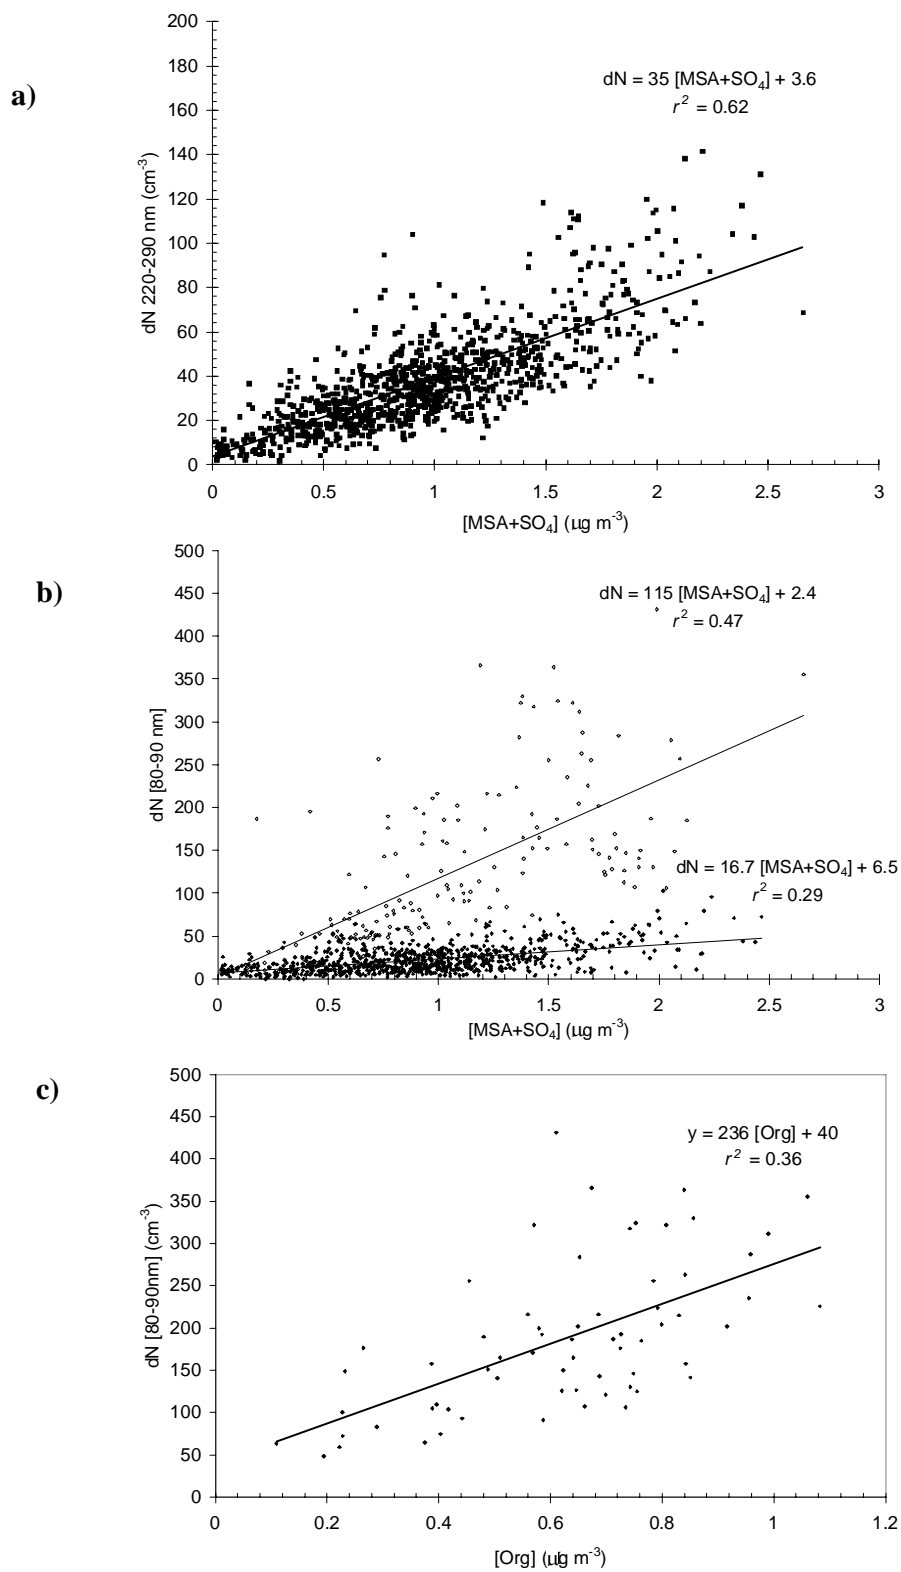 a)
dN 220-290 nm (cm-3)
200
180
160
140
120
100
80
60
40
20
0
dN = 35 [MSA+SO4] + 3.6
r2 = 0.62
0 0.5 1 1.5 2 2.5 3
[MSA+SO4] (μg m-3)
b)
dN [80-90 nm]
500
450
400
350
300
250
200
150
100
50
0
dN = 115 [MSA+SO4] + 2.4
r2 = 0.47
dN = 16.7 [MSA+SO4] + 6.5
r2 = 0.29
0 0.5 1 1.5 2 2.5 3
[MSA+SO4] (μg m-3)
c)
dN [80-90nm] (cm-3)
500
450
400
350
300
250
200
150
100
50
0
y = 236 [Org] + 40
r2 = 0.36
0 0.2 0.4 0.6 0.8 1 1.2
[Org] (μg m-3)